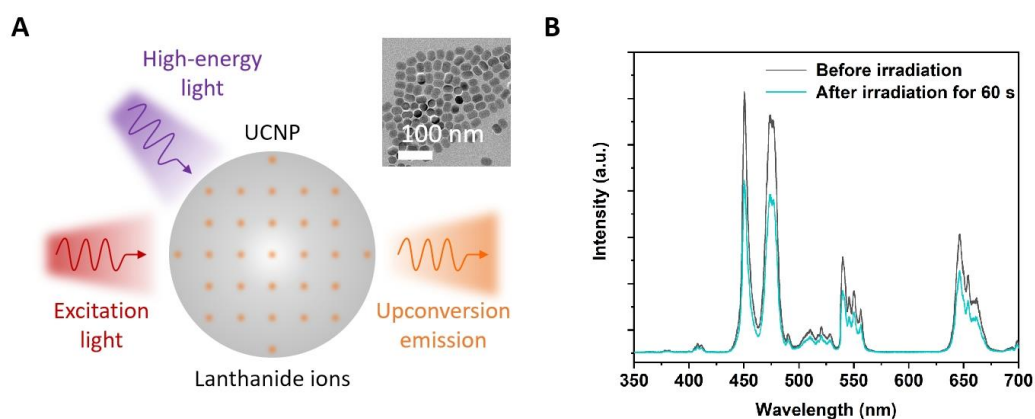 A
High-energy
light
UCNP
100 nm
Excitation
light
Upconversion
emission
Lanthanide ions
B
Before irradiation
After irradiation for 60 s
Intensity (a.u.)
350 400 450 500 550 600 650 700
Wavelength (nm)